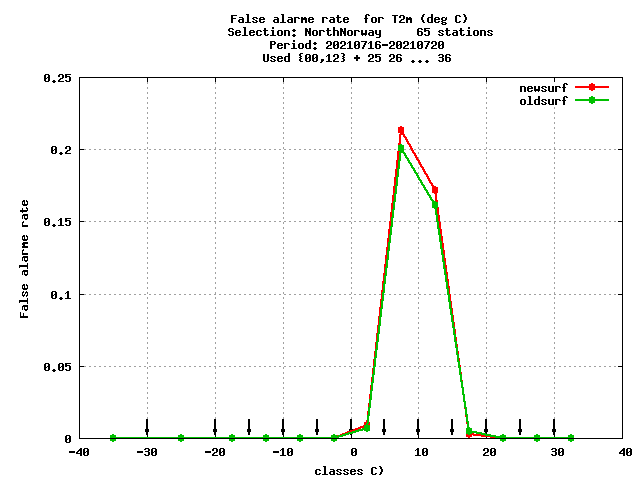 False alarme rate  for T2m (deg C)
Selection: NorthNorway     65 stations
Period: 20210716-20210720
Used {00,12} + 25 26 ... 36
newsurf
oldsurf
0.25
0.2
0.15
0.1
0.05
0
False alarme rate
-40 -30 -20 -10 0 10 20 30 40
classes C)